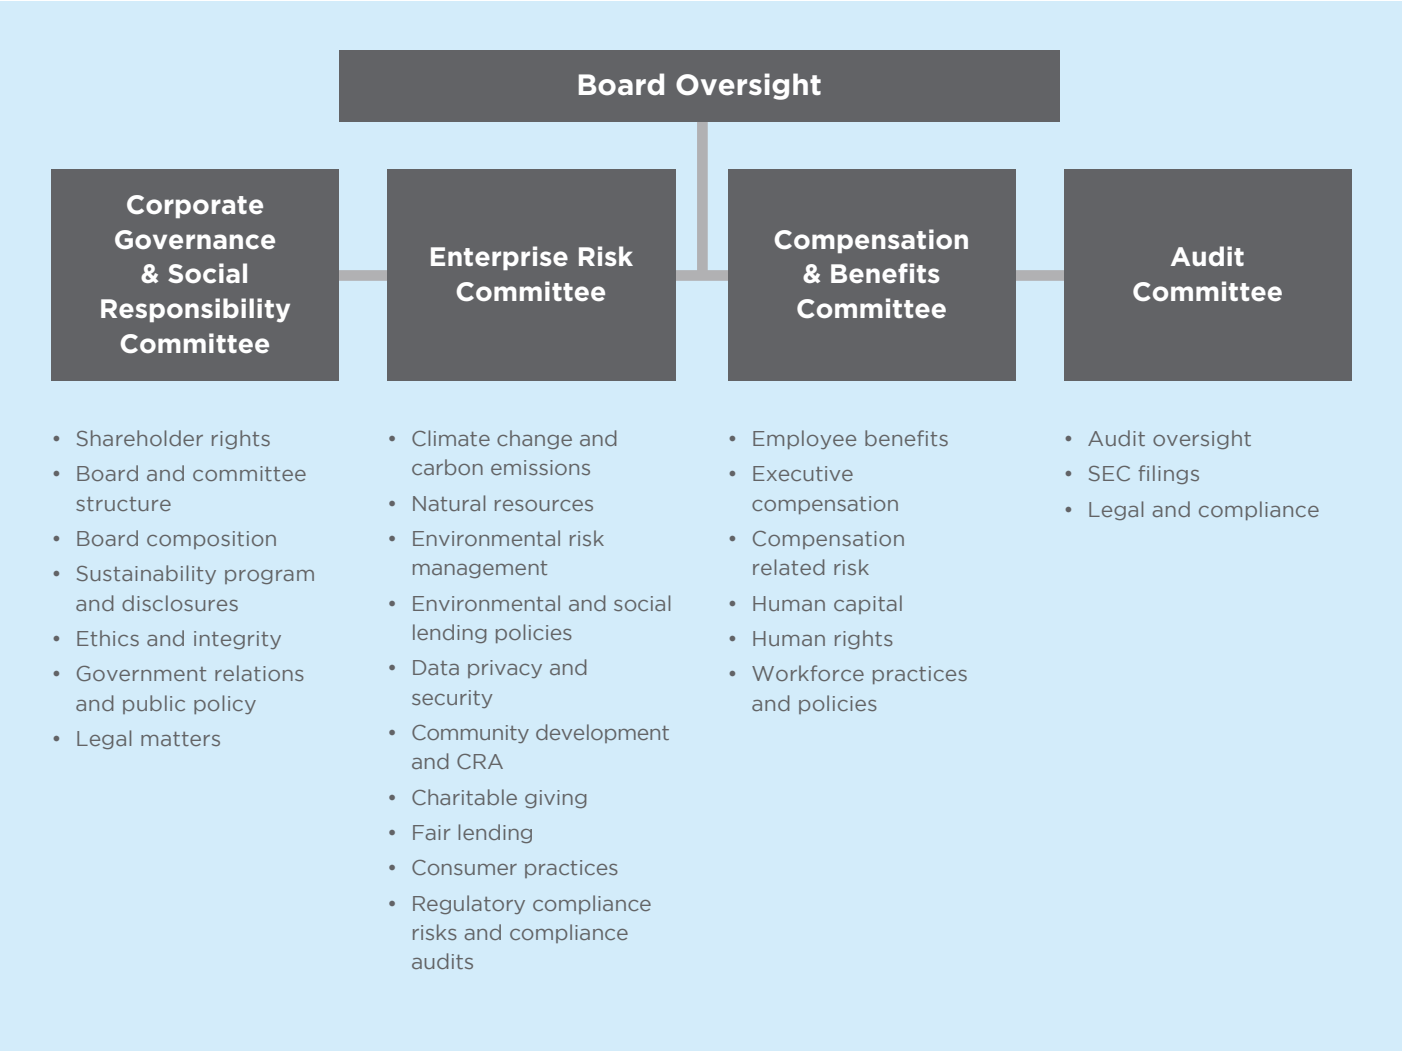 Board Oversight
Corporate
Governance
& Social
Responsibility
Committee
Enterprise Risk
Committee
Compensation
& Benefits
Committee
Audit
Committee
• Shareholder rights
• Board and committee
structure
• Board composition
• Sustainability program
and disclosures
• Ethics and integrity
• Government relations
and public policy
• Legal matters
• Climate change and
carbon emissions
• Natural resources
• Environmental risk
management
• Environmental and social
lending policies
• Data privacy and
security
• Community development
and CRA
• Charitable giving
• Fair lending
• Consumer practices
• Regulatory compliance
risks and compliance
audits
• Employee benefits
• Executive
compensation
• Compensation
related risk
• Human capital
• Human rights
• Workforce practices
and policies
• Audit oversight
• SEC filings
• Legal and compliance